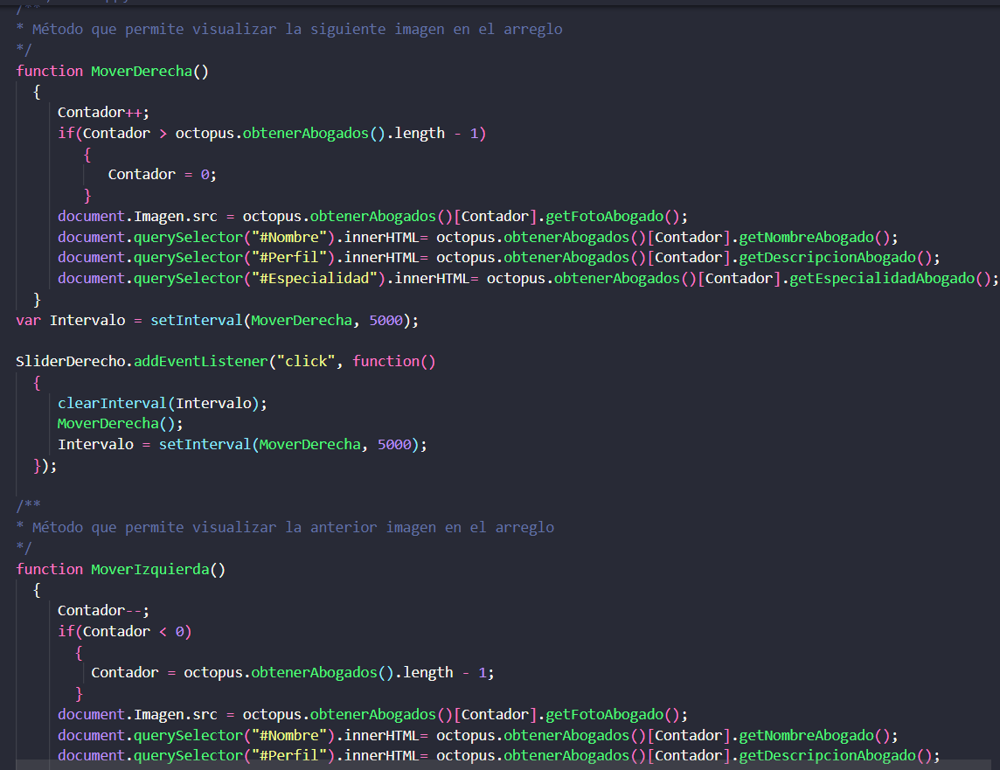 /**
* Método que permite visualizar la siguiente imagen en el arreglo
*/
function MoverDerecha()
{
Contador++;
if(Contador > octopus.obtenerAbogados().length - 1)
{
Contador = 0;
}
document.Imagen.src = octopus.obtenerAbogados()[Contador].getFotoAbogado();
document.querySelector("#Nombre").innerHTML= octopus.obtenerAbogados()[Contador].getNombreAbogado();
document.querySelector("#Perfil").innerHTML= octopus.obtenerAbogados()[Contador].getDescripcionAbogado();
document.querySelector("#Especialidad").innerHTML= octopus.obtenerAbogados()[Contador].getEspecialidadAbogado();
}
var Intervalo = setInterval(MoverDerecha, 5000);
SliderDerecho.addEventListener("click", function()
{
clearInterval(Intervalo);
MoverDerecha();
Intervalo = setInterval(MoverDerecha, 5000);
});
/**
* Método que permite visualizar la anterior imagen en el arreglo
*/
function MoverIzquierda()
{
Contador--;
if(Contador < 0)
{
Contador = octopus.obtenerAbogados().length - 1;
}
document.Imagen.src = octopus.obtenerAbogados()[Contador].getFotoAbogado();
document.querySelector("#Nombre").innerHTML= octopus.obtenerAbogados()[Contador].getNombreAbogado();
document.querySelector("#Perfil").innerHTML= octopus.obtenerAbogados()[Contador].getDescripcionAbogado();